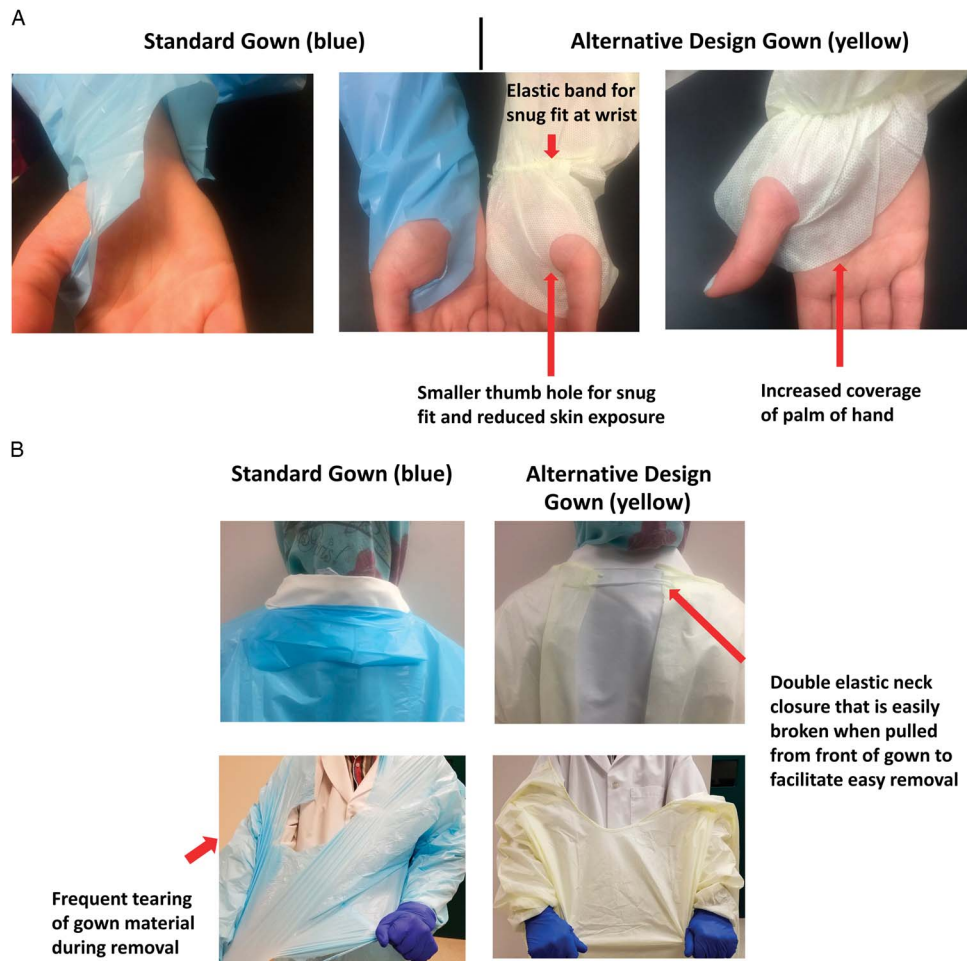 A
Standard Gown (blue)
Alternative Design Gown (yellow)
Elastic band for
snug fit at wrist
Smaller thumb hole for snug
fit and reduced skin exposure
Increased coverage
of palm of hand
B
Standard Gown (blue)
Alternative Design
Gown (yellow)
Double elastic neck
closure that is easily
broken when pulled
from front of gown to
facilitate easy removal
Frequent tearing
of gown material
during removal